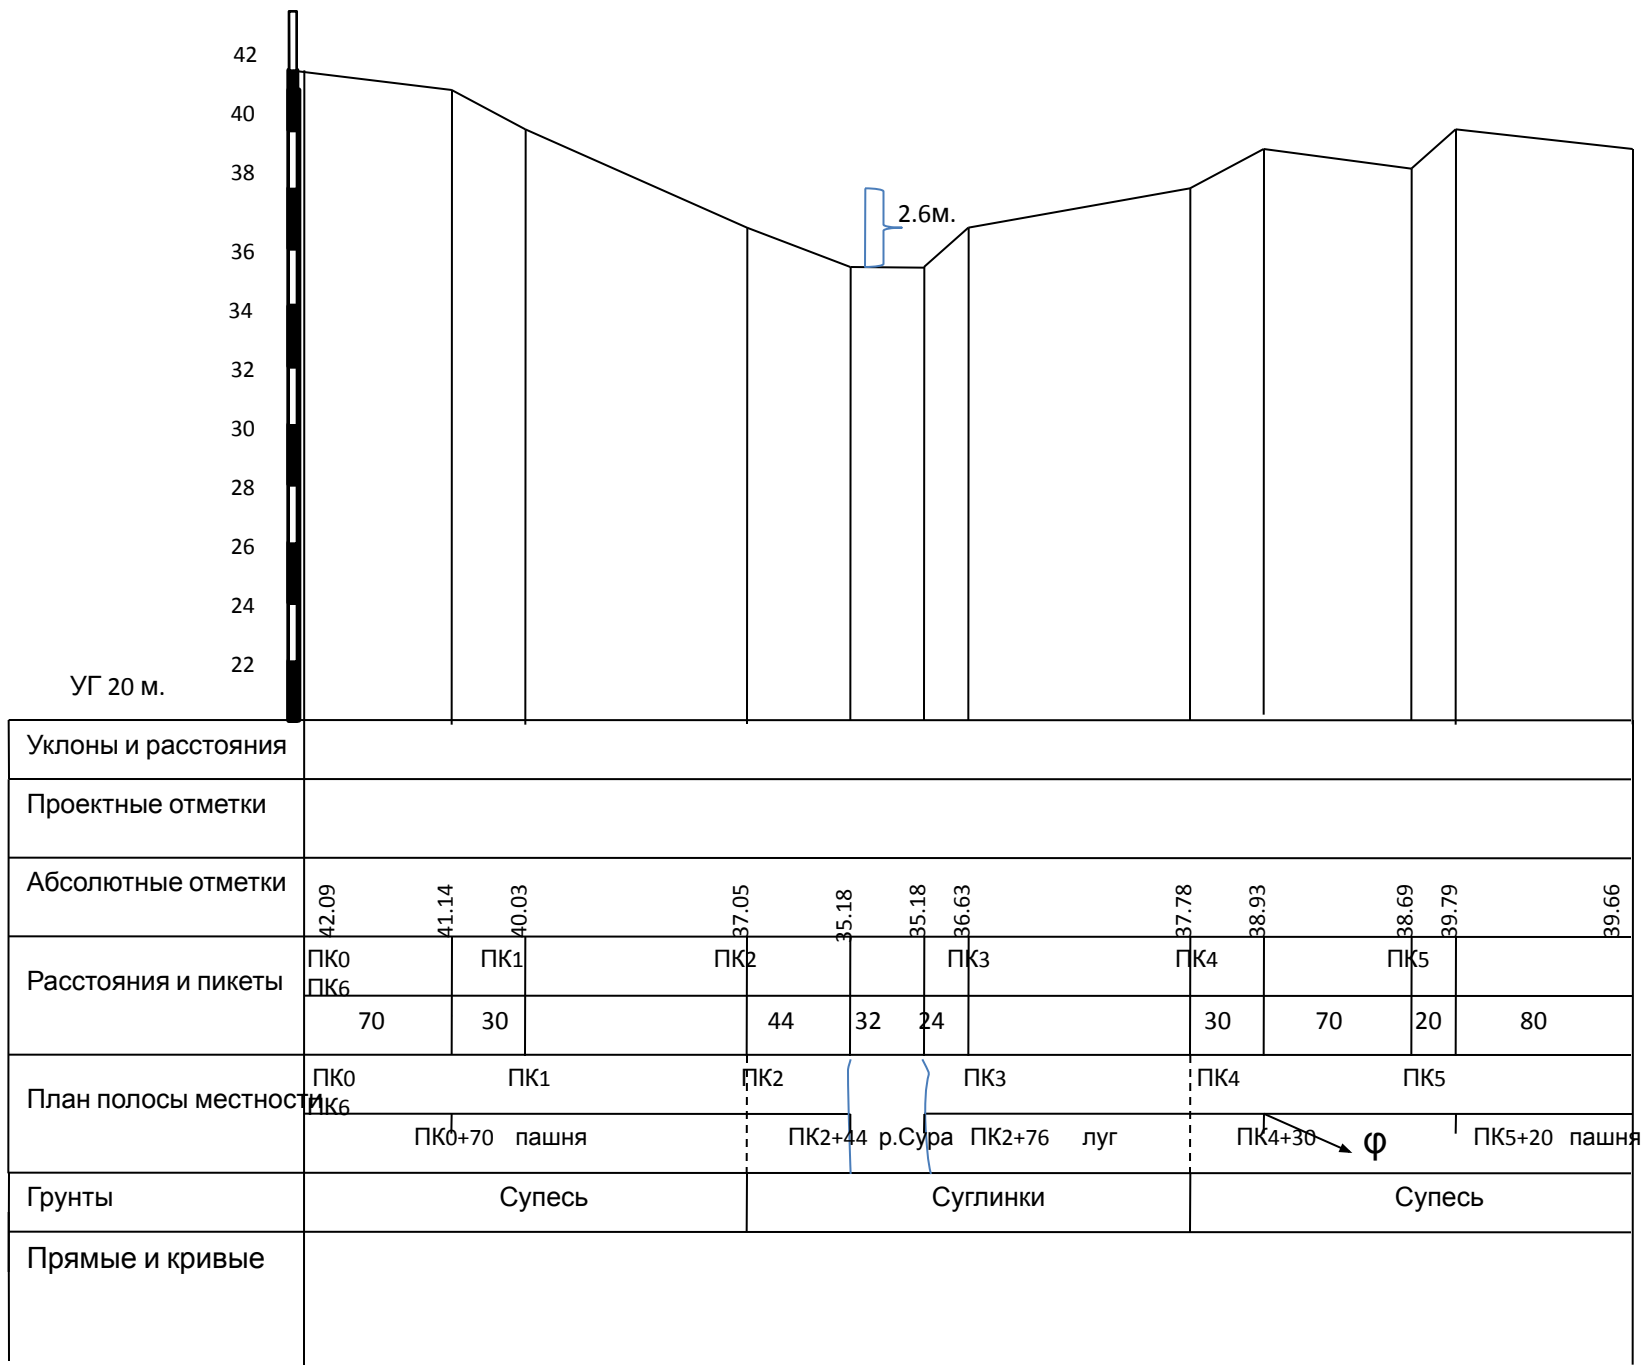 42
40
38
2.6м.
36
34
32
30
28
26
24
22
УГ 20 м.
Уклоны и расстояния
Проектные отметки
Абсолютные отметки
42.09 41.14 40.03 37.05 35.18 35.18 36.63 37.78 38.93 38.69 39.79 39.66
Расстояния и пикеты
ПК0 ПК1 ПК2 ПК3 ПК4 ПК5
ПК6
70 30 44 32 24 30 70 20 80
План полосы местности
ПК0 ПК1 ПК2 ПК3 ПК4 ПК5
ПК6
ПК0+70 пашня ПК2+44 р.Сура ПК2+76 луг ПК4+30 φ ПК5+20 пашня
Грунты Супесь Суглинки Супесь
Прямые и кривые